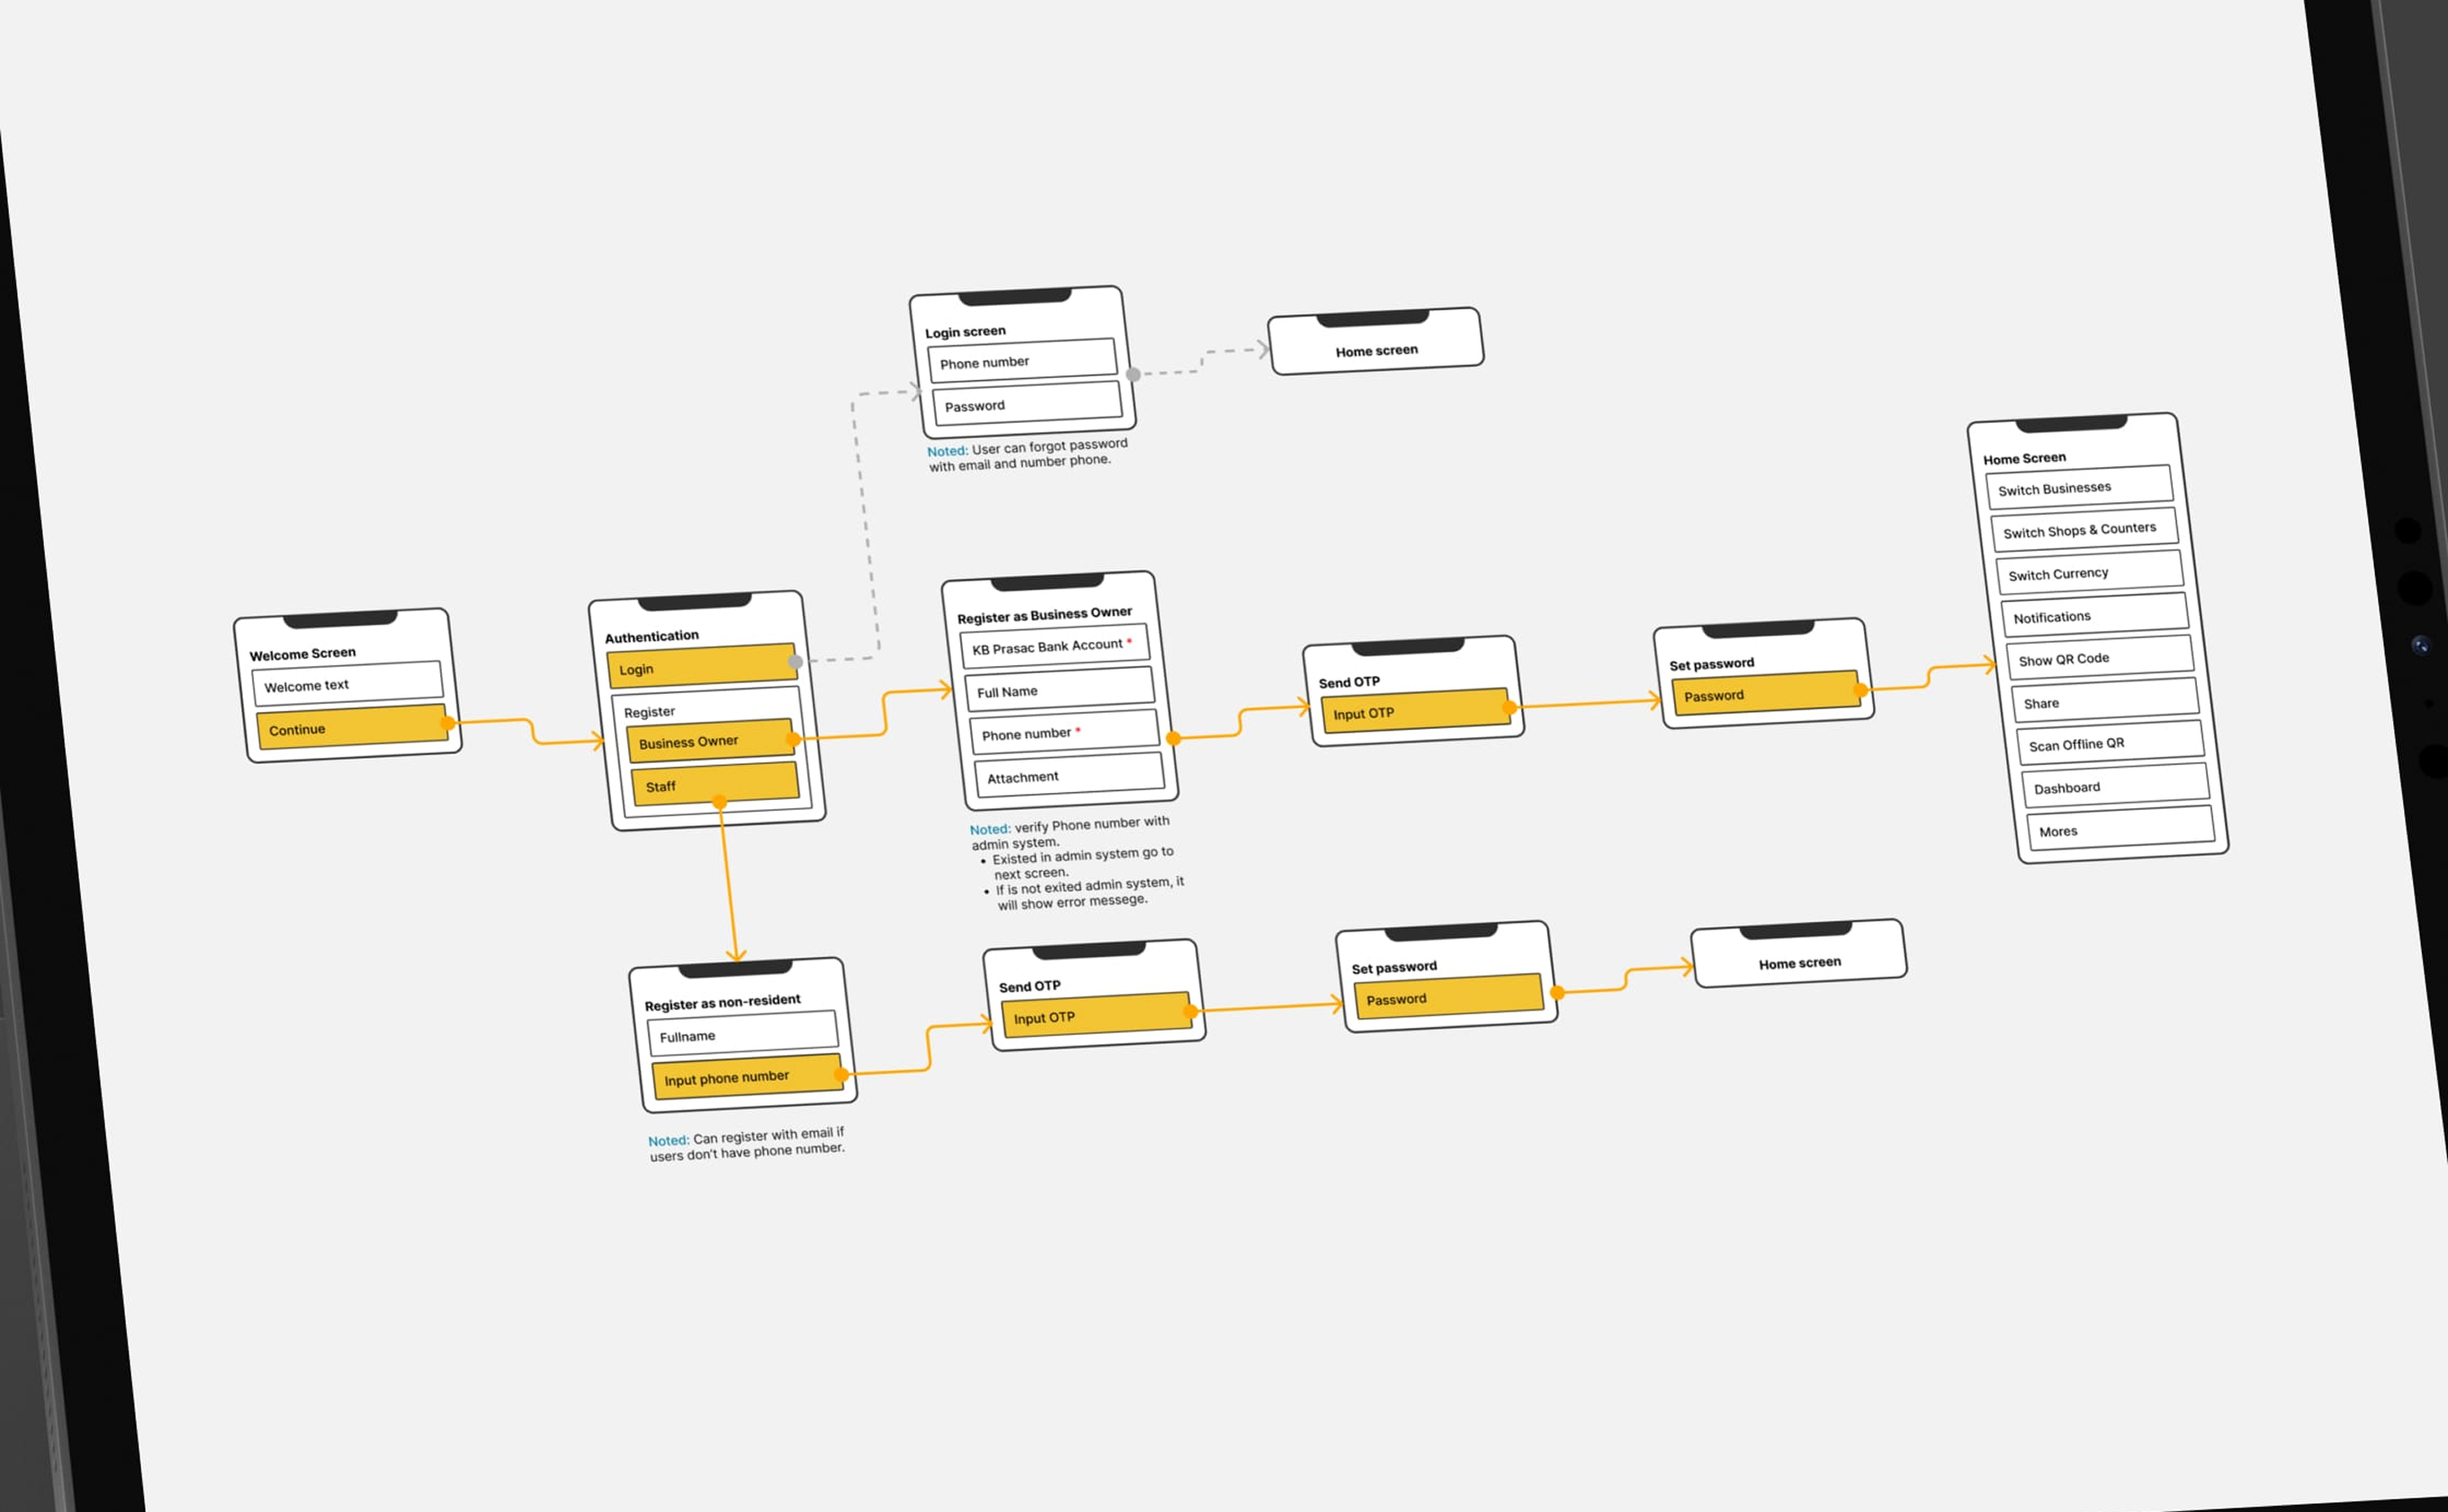 Login screen
Phone number
Password
Noted: User can forgot password
with email and number phone.
Home screen
Welcome Screen
Welcome text
Continue
Authentication
Login
Register
Business Owner
Staff
Register as Business Owner
KB Prasac Bank Account *
Full Name
Phone number *
Attachment
Noted: verify Phone number with
admin system.
• Existed in admin system go to
next screen.
• If is not exited admin system, it
will show error messege.
Send OTP
Input OTP
Set password
Password
Home Screen
Switch Businesses
Switch Shops & Counters
Switch Currency
Notifications
Show QR Code
Share
Scan Offline QR
Dashboard
Mores
Register as non-resident
Fullname
Input phone number
Noted: Can register with email if
users don't have phone number.
Send OTP
Input OTP
Set password
Password
Home screen